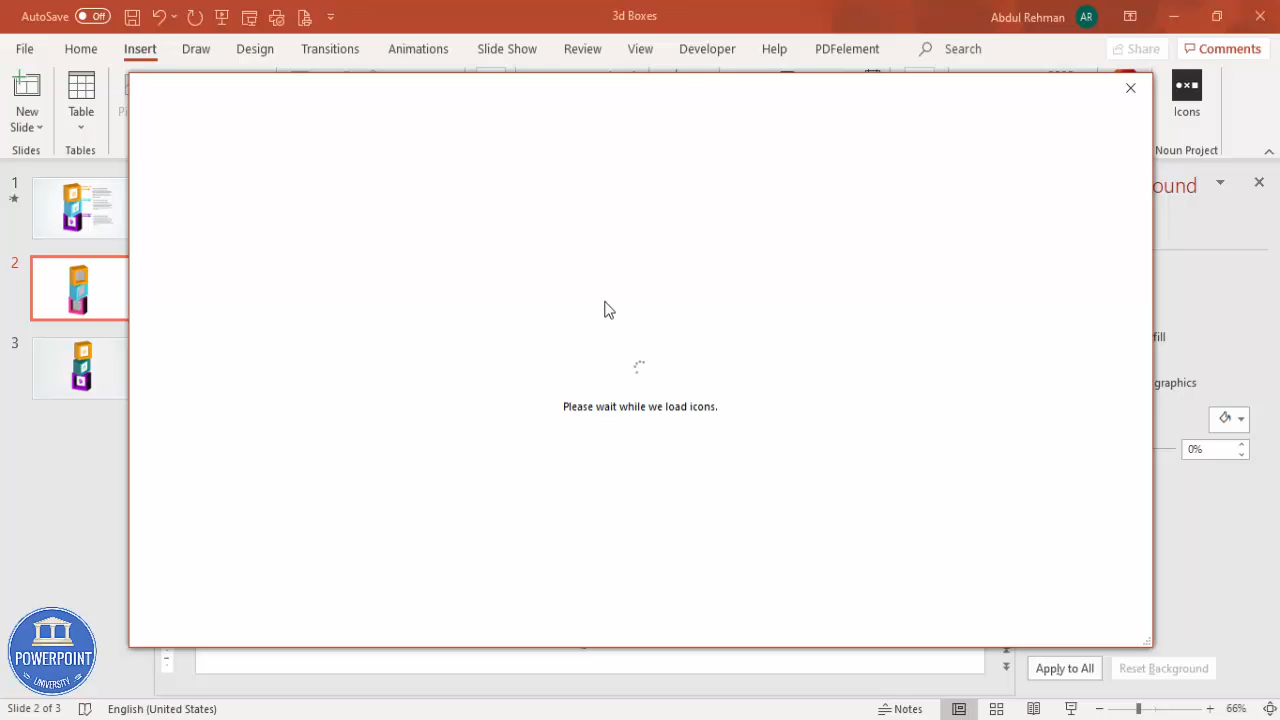 AutoSave Off 3d Boxes Abdul Rehman AR
File Home Insert Draw Design Transitions Animations Slide Show Review View Developer Help PDFelement Search Share Comments
New Slide
Table
Icons
Slides Tables Noun Project
1
2
3
ound
fill
graphics
0%
Please wait while we load icons.
POWERPOINT
UNIVERSITY
Apply to All Reset Background
Slide 2 of 3 English (United States) Notes 66%